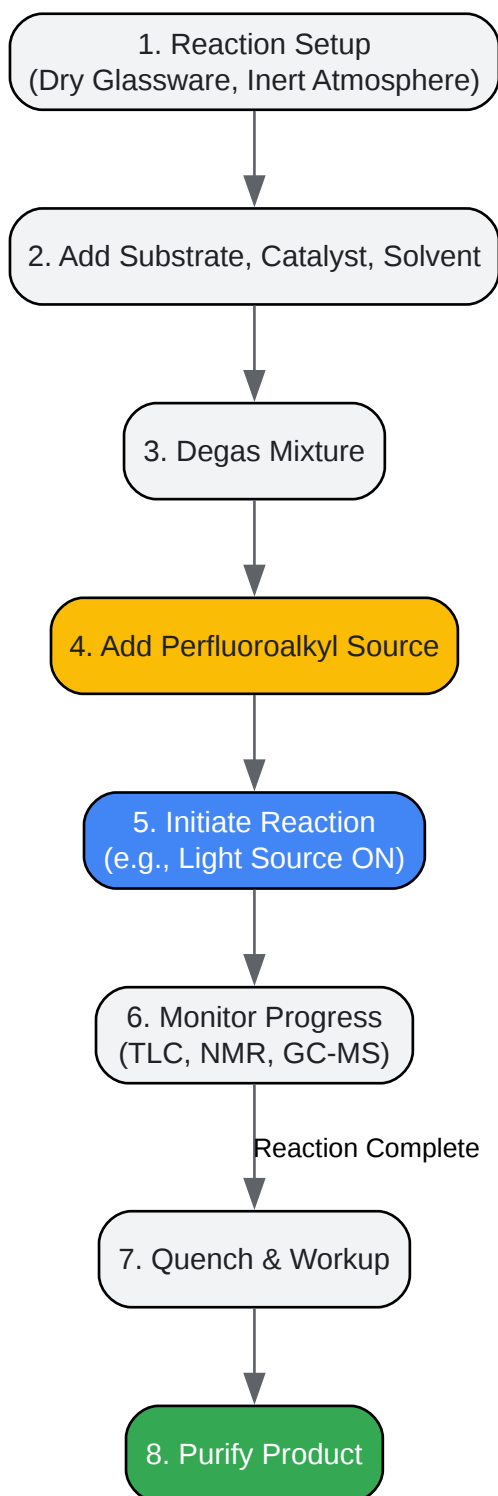 1. Reaction Setup
(Dry Glassware, Inert Atmosphere)
2. Add Substrate, Catalyst, Solvent
3. Degas Mixture
4. Add Perfluoroalkyl Source
5. Initiate Reaction
(e.g., Light Source ON)
6. Monitor Progress
(TLC, NMR, GC-MS)
Reaction Complete
7. Quench & Workup
8. Purify Product